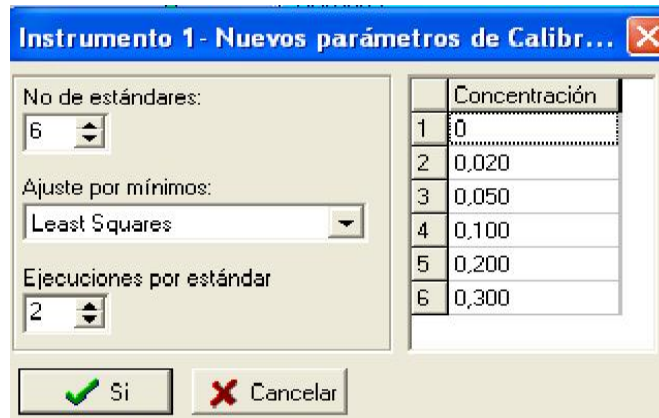 Instrumento 1- Nuevos parámetros de Calibr...
No de estándares:
6
Ajuste por mínimos:
Least Squares
Ejecuciones por estándar
2
Concentración
1 0
2 0,020
3 0,050
4 0,100
5 0,200
6 0,300
Si
Cancelar